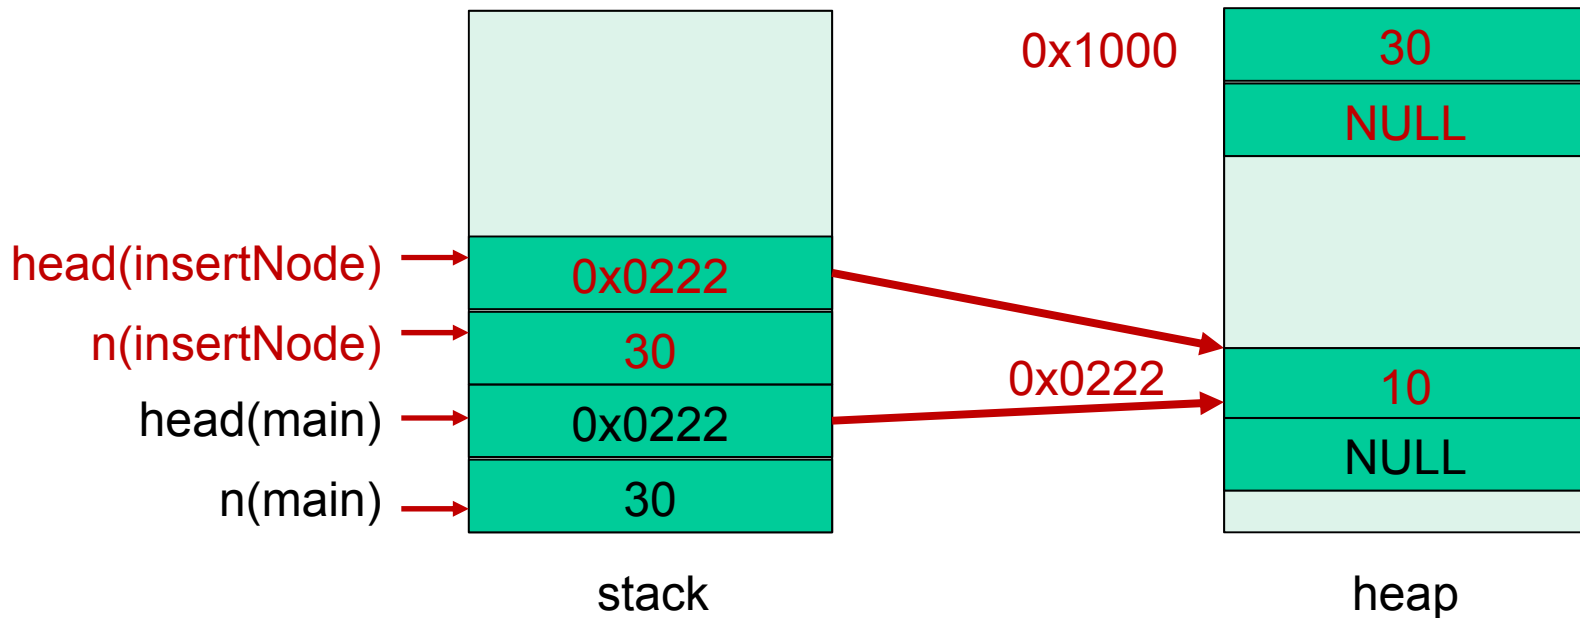 0x1000
30
NULL
head(insertNode)
0x0222
n(insertNode)
30
0x0222
10
head(main)
0x0222
NULL
n(main)
30
stack
heap